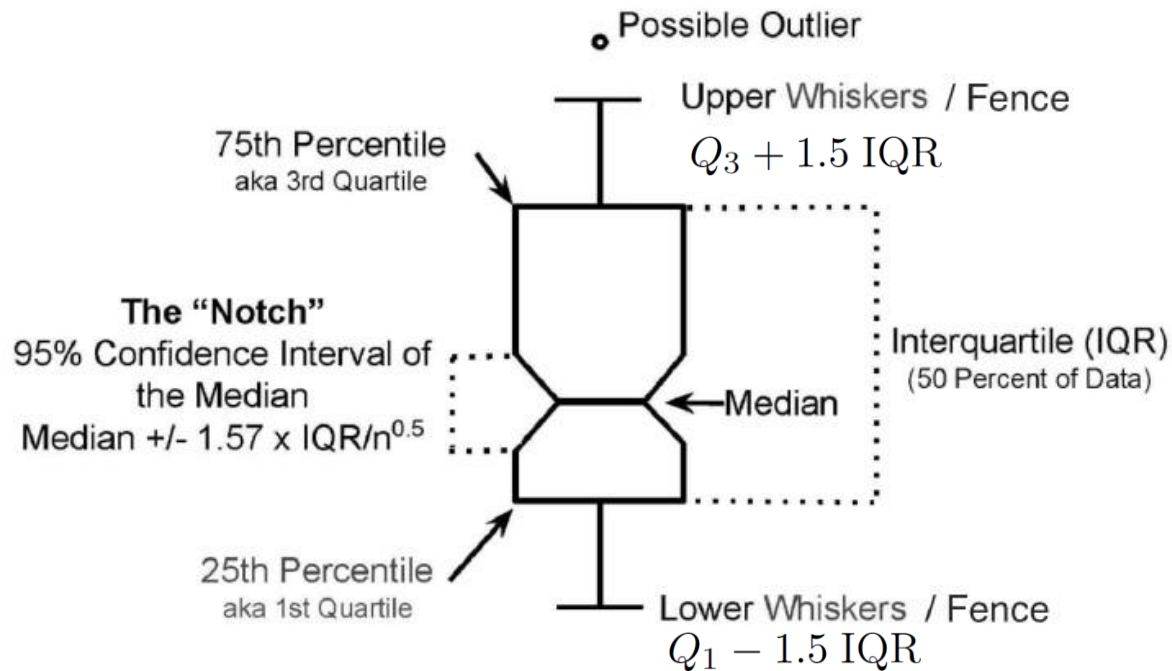 Possible Outlier
Upper Whiskers / Fence
Q₃ + 1.5 IQR
75th Percentile
aka 3rd Quartile
The “Notch”
95% Confidence Interval of
the Median
Median +/- 1.57 x IQR/n^0.5
Interquartile (IQR)
(50 Percent of Data)
Median
25th Percentile
aka 1st Quartile
Lower Whiskers / Fence
Q₁ − 1.5 IQR